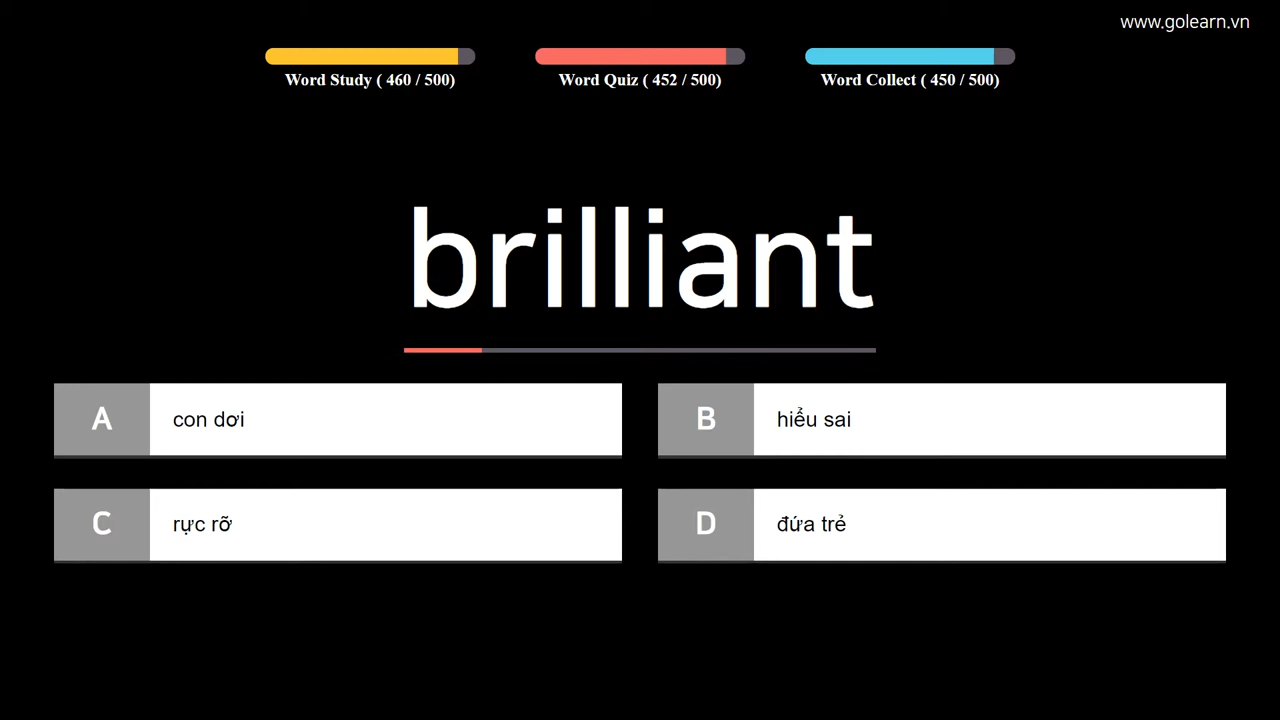 www.golearn.vn
Word Study ( 460 / 500)
Word Quiz ( 452 / 500)
Word Collect ( 450 / 500)
brilliant
A con dơi
B hiểu sai
C rực rỡ
D đứa trẻ